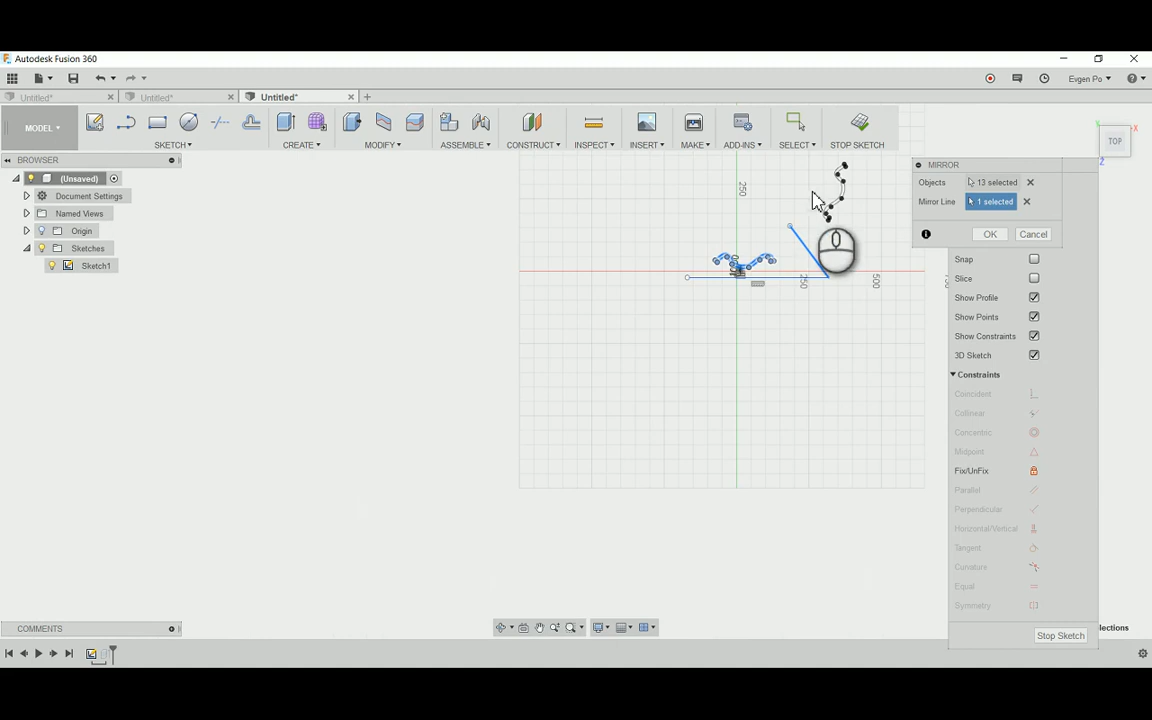 Autodesk Fusion 360
Evgen Po
Untitled*
Untitled*
Untitled*
MODEL
SKETCH
CREATE
MODIFY
ASSEMBLE
CONSTRUCT
INSPECT
INSERT
MAKE
ADD-INS
SELECT
STOP SKETCH
TOP
X
Y
Z
BROWSER
(Unsaved)
Document Settings
Named Views
Origin
Sketches
Sketch1
MIRROR
Objects
13 selected
Mirror Line
1 selected
OK
Cancel
Snap
Slice
Show Profile
Show Points
Show Constraints
3D Sketch
Constraints
Coincident
Collinear
Concentric
Midpoint
Fix/UnFix
Parallel
Perpendicular
Horizontal/Vertical
Tangent
Curvature
Equal
Symmetry
Stop Sketch
elections
250
250
500
COMMENTS